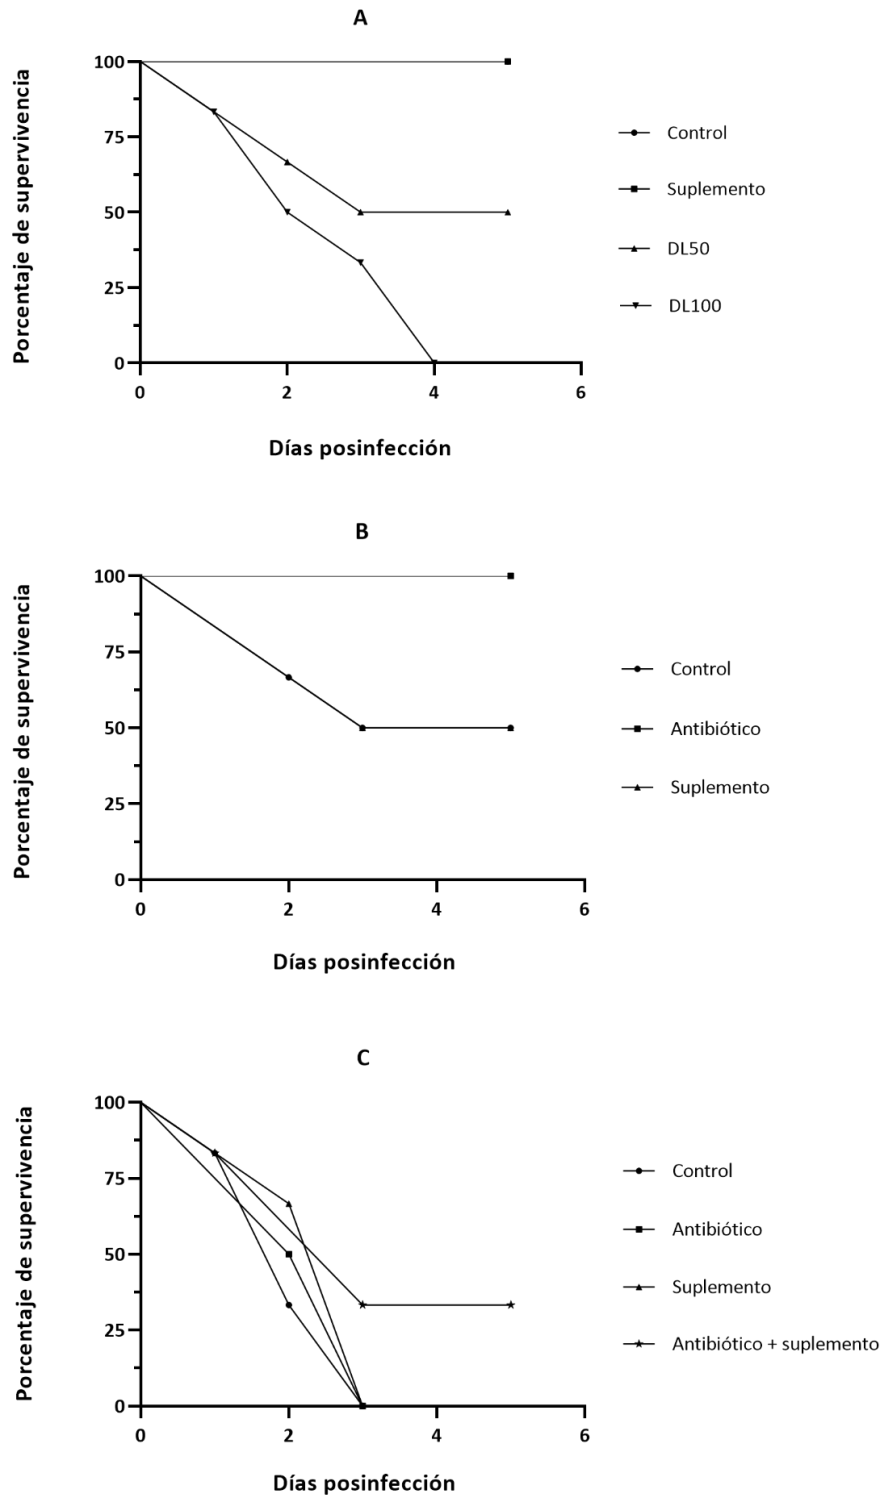 A
Porcentaje de supervivencia
100
75
50
25
0
0 2 4 6
Días posinfección
Control
Suplemento
DL50
DL100
B
Porcentaje de supervivencia
100
75
50
25
0
0 2 4 6
Días posinfección
Control
Antibiótico
Suplemento
C
Porcentaje de supervivencia
100
75
50
25
0
0 2 4 6
Días posinfección
Control
Antibiótico
Suplemento
Antibiótico + suplemento